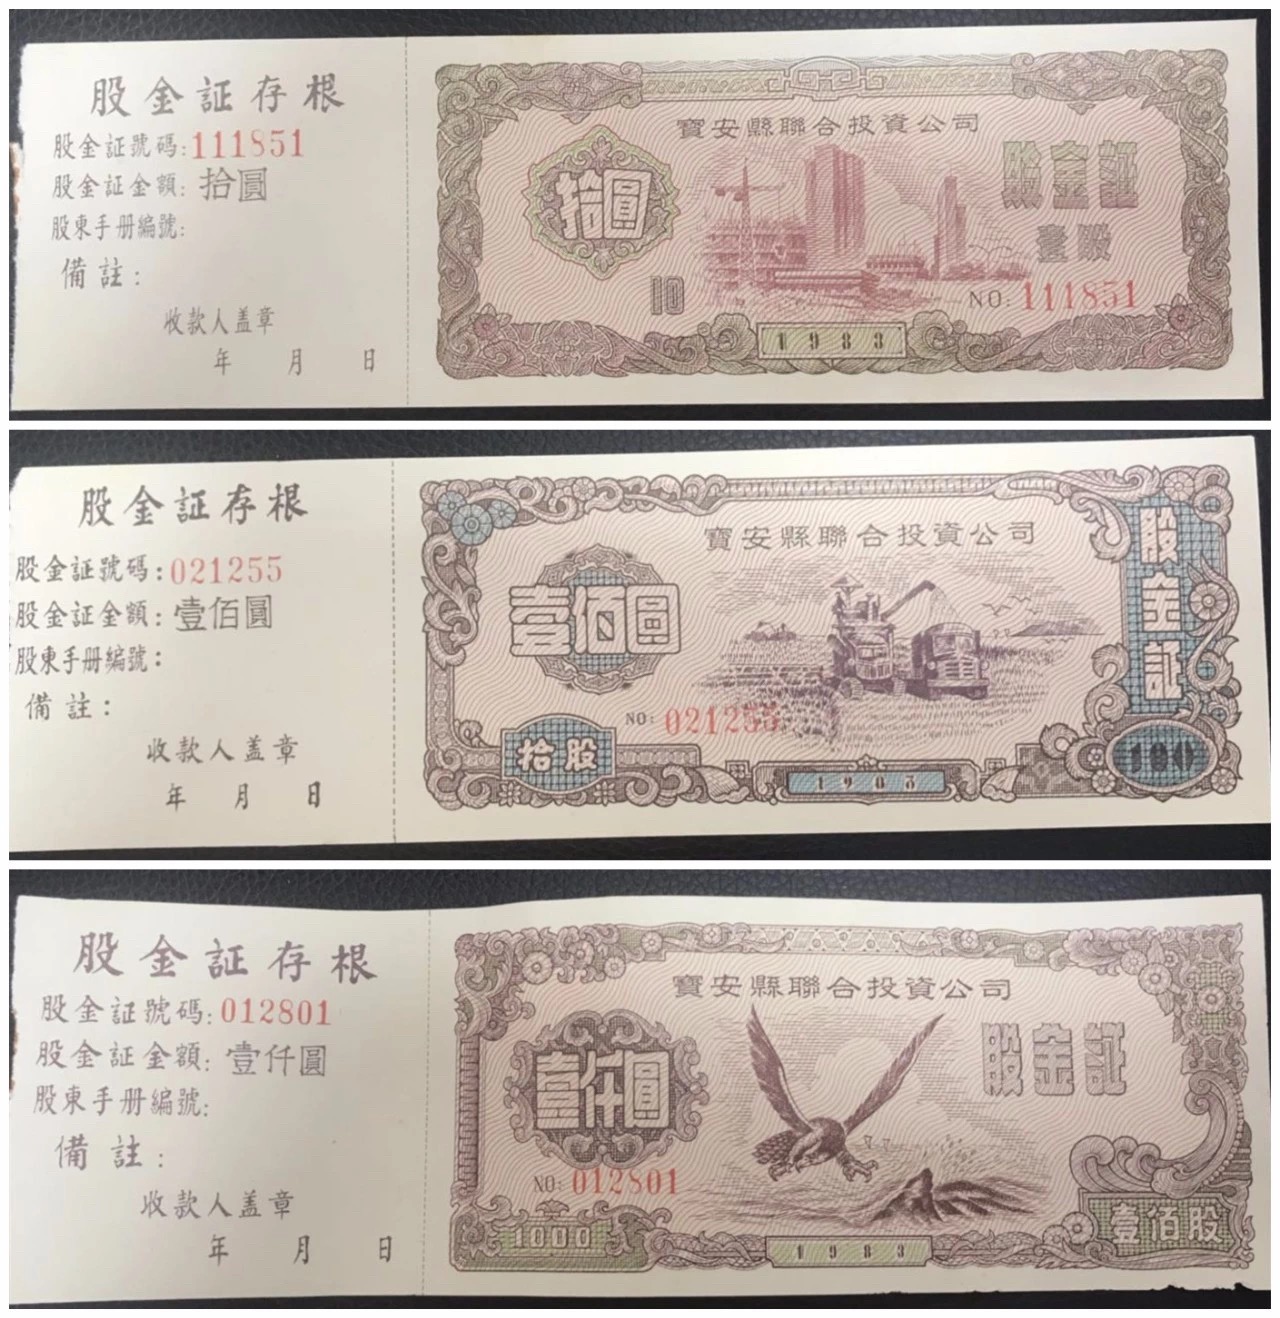 股金証存根
股金証號碼:111851
股金証金額:拾圓
股東手册編號:
備註:
收款人盖章
年 月 日
寶安縣聯合投資公司
拾圓
股金証
壹股
10
NO:111851
1983
股金証存根
股金証號碼:021255
股金証金額:壹佰圓
股東手册編號:
備註:
收款人盖章
年 月 日
寶安縣聯合投資公司
壹佰圓
股金証
NO:021255
拾股
1983
100
股金証存根
股金証號碼:012801
股金証金額:壹仟圓
股東手册編號:
備註:
收款人盖章
年 月 日
寶安縣聯合投資公司
壹仟圓
股金証
NO:012801
1000
1983
壹佰股